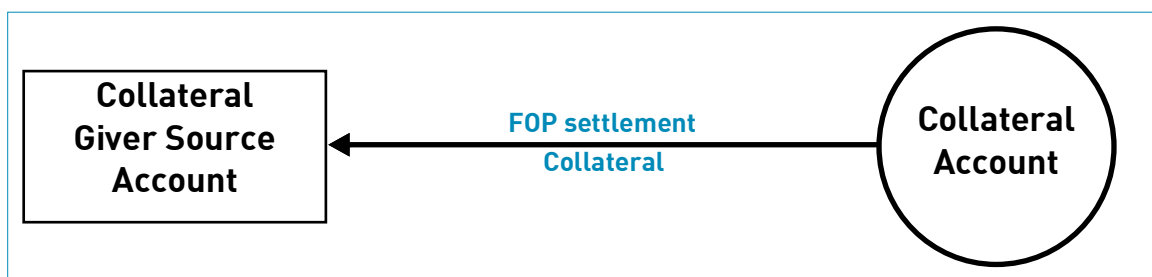 Collateral
Giver Source
Account
FOP settlement
Collateral
Collateral
Account